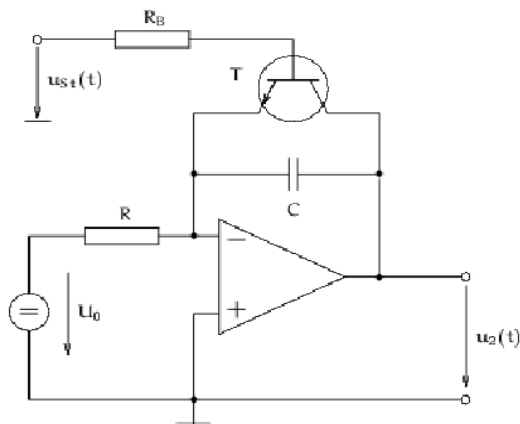 R_B
T
u_St(t)
C
R
−
+
=
U_0
u_2(t)